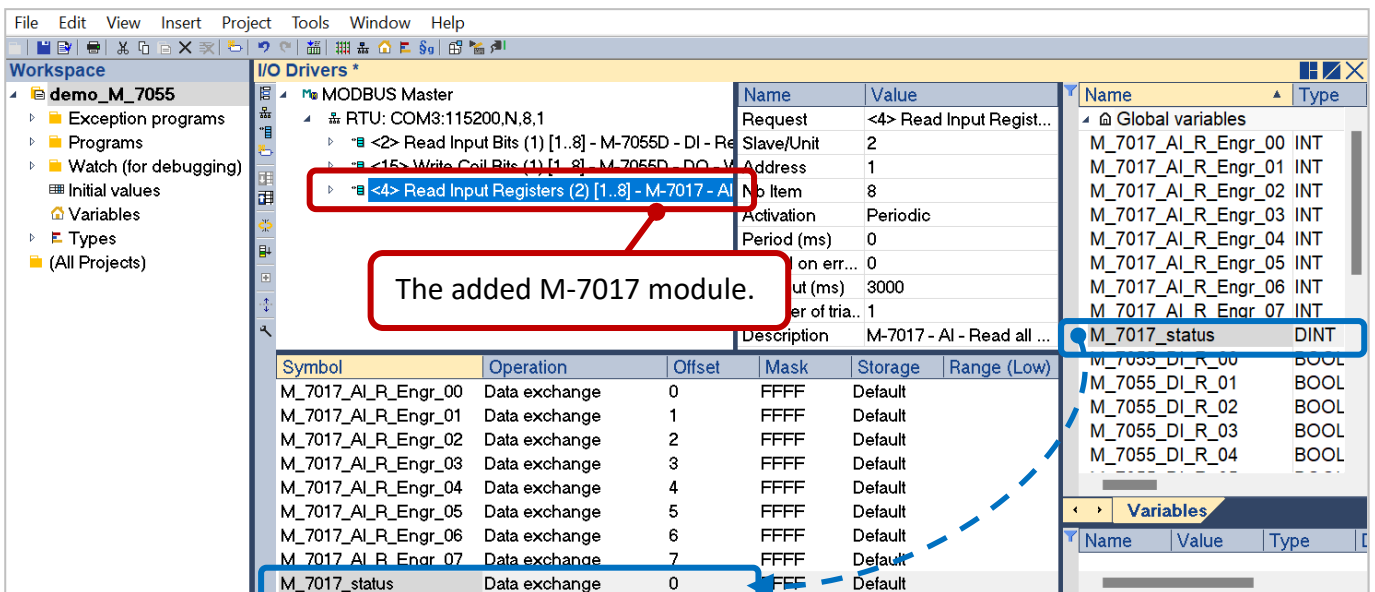 File Edit View Insert Project Tools Window Help
Workspace
demo_M_7055
Exception programs
Programs
Watch (for debugging)
Initial values
Variables
Types
(All Projects)
I/O Drivers *
MODBUS Master
RTU: COM3:115200,N,8,1
<2> Read Input Bits (1) [1..8] - M-7055D - DI - Re
<15> Write Coil Bits (1) [1..8] - M-7055D - DO - W
<4> Read Input Registers (2) [1..8] - M-7017 - AI
The added M-7017 module.
Name Value
Request <4> Read Input Regist...
Slave/Unit 2
Address 1
No Item 8
Activation Periodic
Period (ms) 0
on err... 0
(ms) 3000
of tria.. 1
Description M-7017 - AI - Read all ...
Symbol Operation Offset Mask Storage Range (Low)
M_7017_AI_R_Engr_00 Data exchange 0 FFFF Default
M_7017_AI_R_Engr_01 Data exchange 1 FFFF Default
M_7017_AI_R_Engr_02 Data exchange 2 FFFF Default
M_7017_AI_R_Engr_03 Data exchange 3 FFFF Default
M_7017_AI_R_Engr_04 Data exchange 4 FFFF Default
M_7017_AI_R_Engr_05 Data exchange 5 FFFF Default
M_7017_AI_R_Engr_06 Data exchange 6 FFFF Default
M_7017_AI_R_Engr_07 Data exchange 7 FFFF Default
M_7017_status Data exchange 0 FFFF Default
Name Type
Global variables
M_7017_AI_R_Engr_00 INT
M_7017_AI_R_Engr_01 INT
M_7017_AI_R_Engr_02 INT
M_7017_AI_R_Engr_03 INT
M_7017_AI_R_Engr_04 INT
M_7017_AI_R_Engr_05 INT
M_7017_AI_R_Engr_06 INT
M_7017_AI_R_Engr_07 INT
M_7017_status DINT
M_7055_DI_R_00 BOOL
M_7055_DI_R_01 BOOL
M_7055_DI_R_02 BOOL
M_7055_DI_R_03 BOOL
M_7055_DI_R_04 BOOL
Variables
Name Value Type